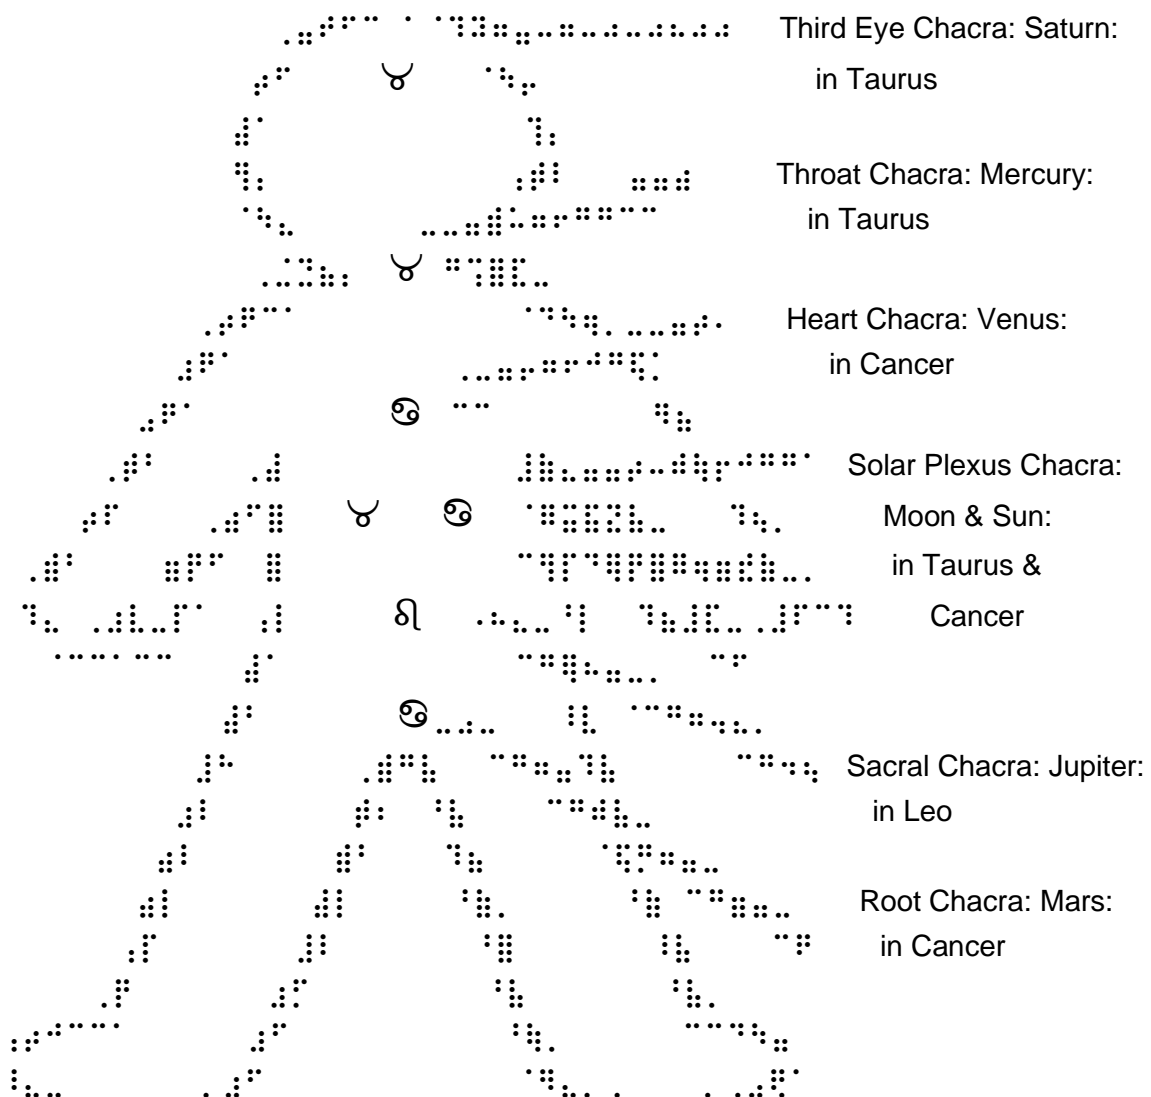 Third Eye Chacra: Saturn:
in Taurus
♉
Throat Chacra: Mercury:
in Taurus
♉
Heart Chacra: Venus:
in Cancer
♋
Solar Plexus Chacra:
♉ ♋ Moon & Sun:
in Taurus &
♌ Cancer
♋
Sacral Chacra: Jupiter:
in Leo
Root Chacra: Mars:
in Cancer